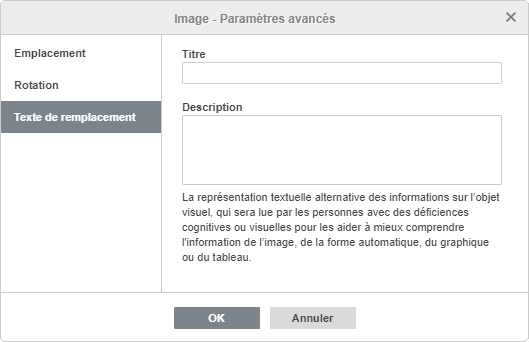 Image - Paramètres avancés
Emplacement
Rotation
Texte de remplacement
Titre
Description
La représentation textuelle alternative des informations sur l'objet
visuel, qui sera lue par les personnes avec des déficiences
cognitives ou visuelles pour les aider à mieux comprendre
l'information de l'image, de la forme automatique, du graphique
ou du tableau.
OK
Annuler